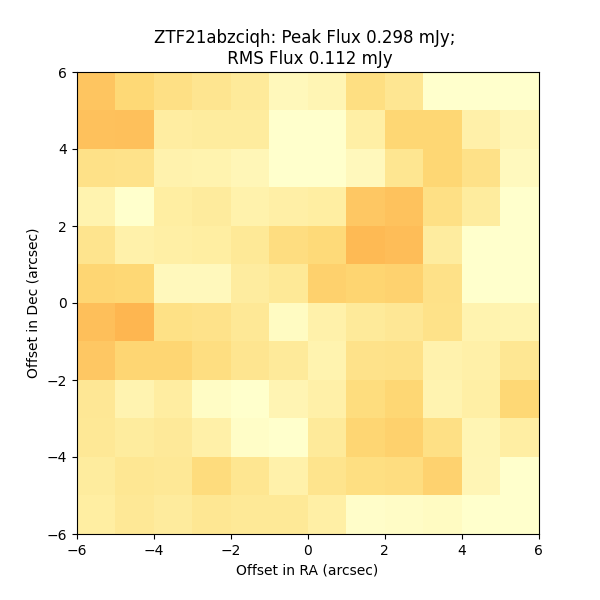 ZTF21abzciqh: Peak Flux 0.298 mJy;
RMS Flux 0.112 mJy
6
4
2
0
−2
−4
−6
Offset in Dec (arcsec)
−6 −4 −2 0 2 4 6
Offset in RA (arcsec)